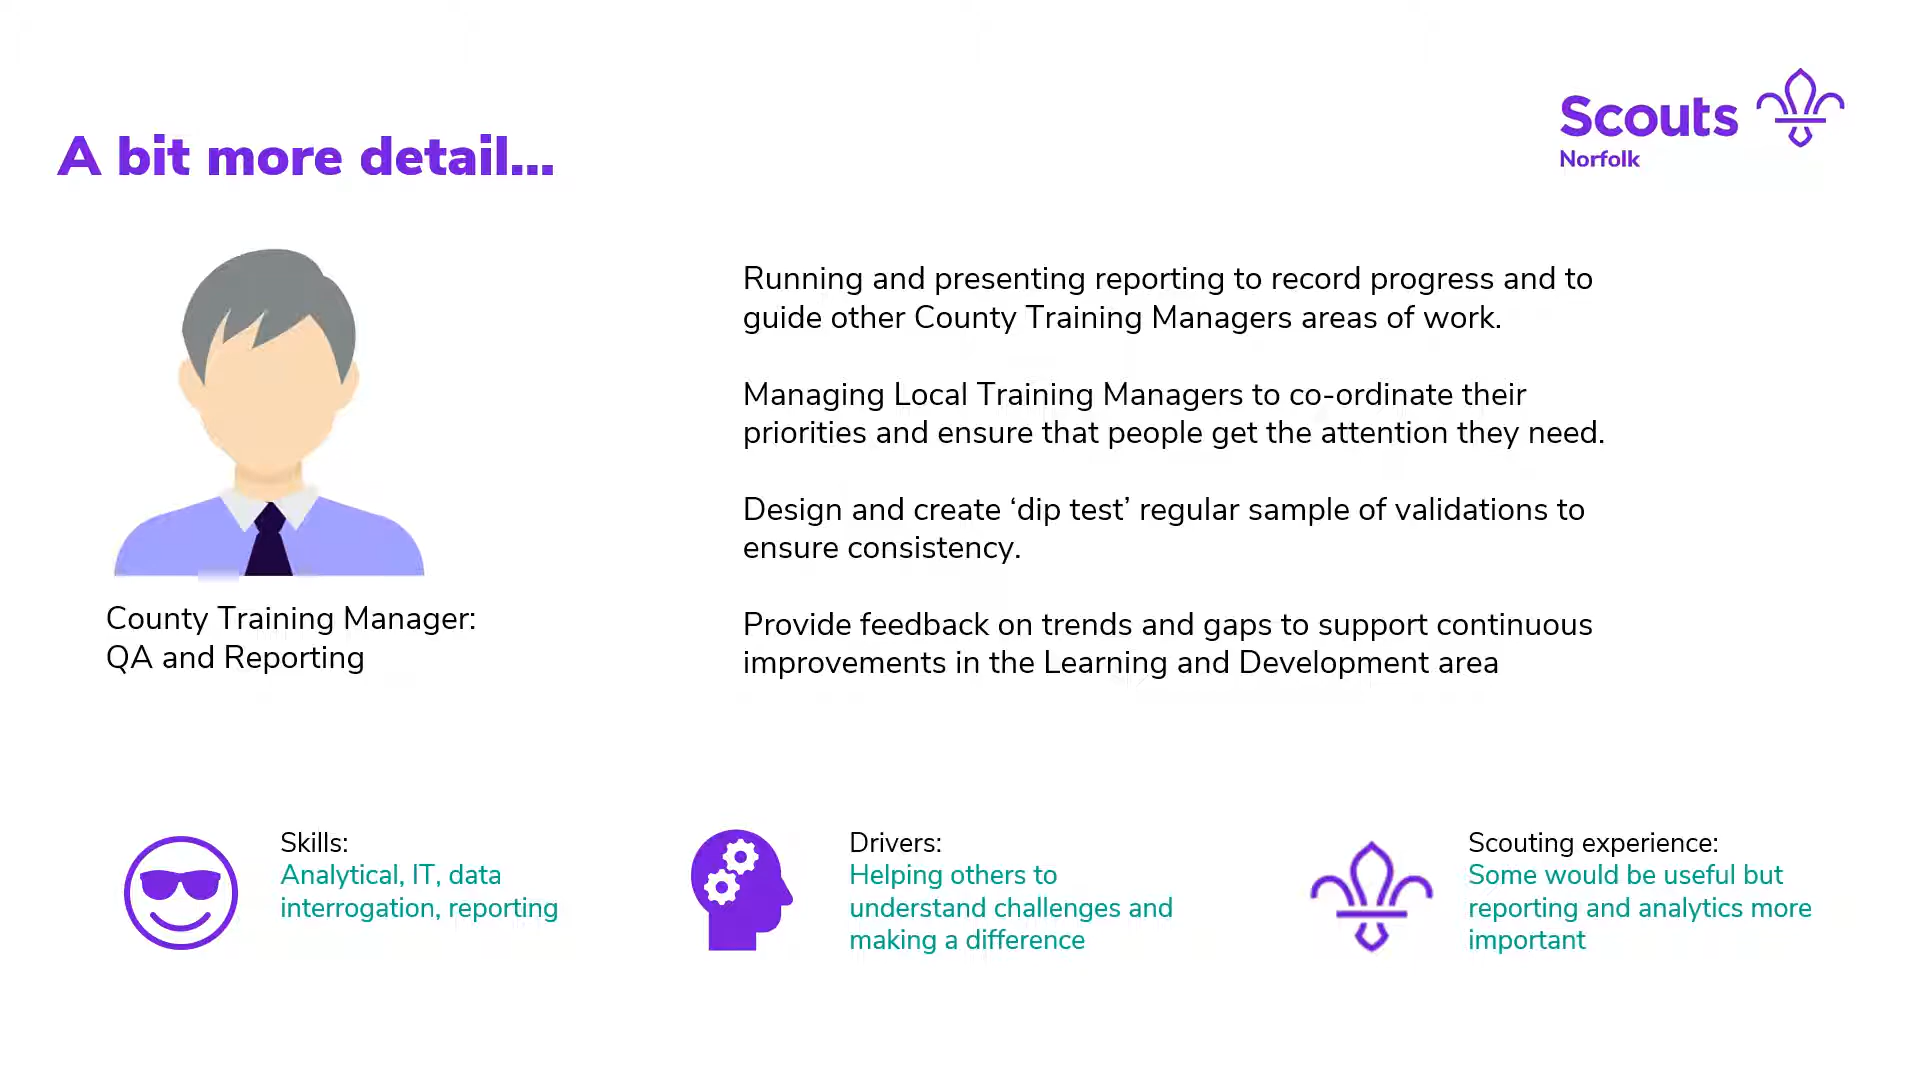 Scouts
Norfolk
A bit more detail...
Running and presenting reporting to record progress and to
guide other County Training Managers areas of work.
Managing Local Training Managers to co-ordinate their
priorities and ensure that people get the attention they need.
Design and create ‘dip test’ regular sample of validations to
ensure consistency.
Provide feedback on trends and gaps to support continuous
improvements in the Learning and Development area
County Training Manager:
QA and Reporting
Skills:
Analytical, IT, data
interrogation, reporting
Drivers:
Helping others to
understand challenges and
making a difference
Scouting experience:
Some would be useful but
reporting and analytics more
important